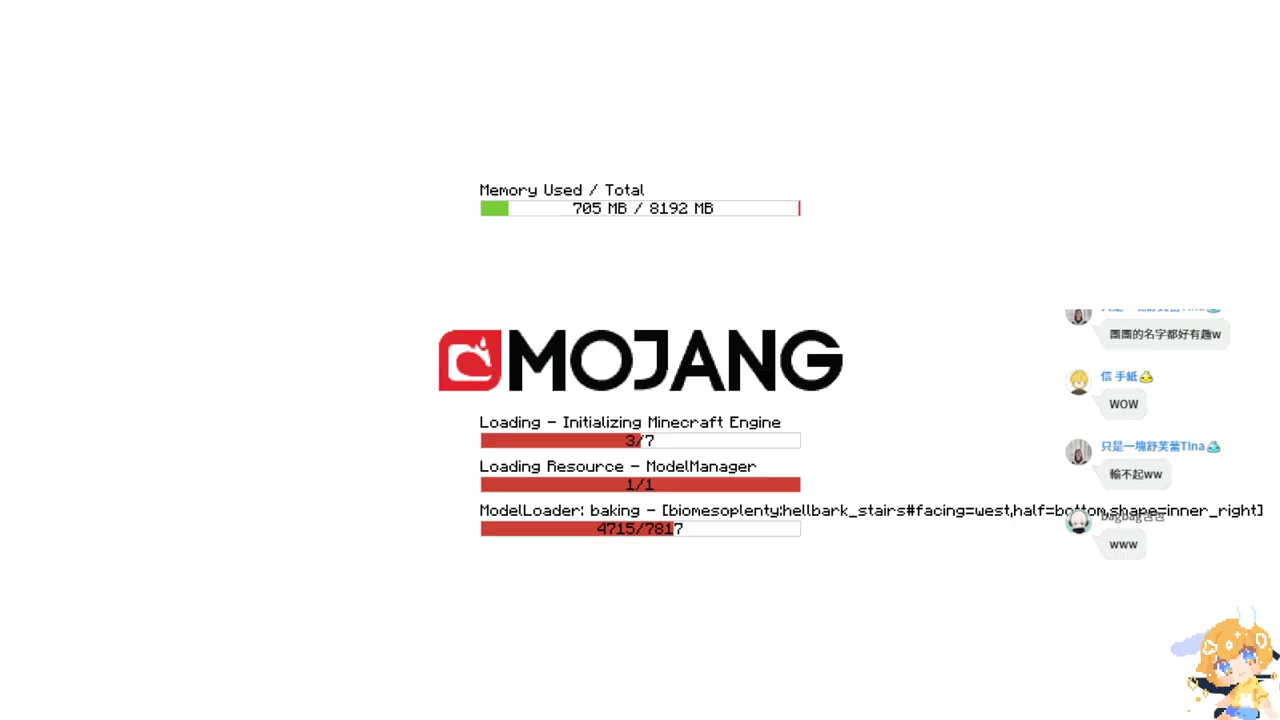 Memory Used / Total
705 MB / 8192 MB
MOJANG
Loading - Initializing Minecraft Engine
3/7
Loading Resource - ModelManager
1/1
ModelLoader: baking - [biomesoplenty:hellbark_stairs#facing=west,half=bottom,shape=inner_right]
4715/7817
團團的名字都好有趣w
信 手紙
WOW
只是一塊舒芙蕾Tina
輸不起ww
www